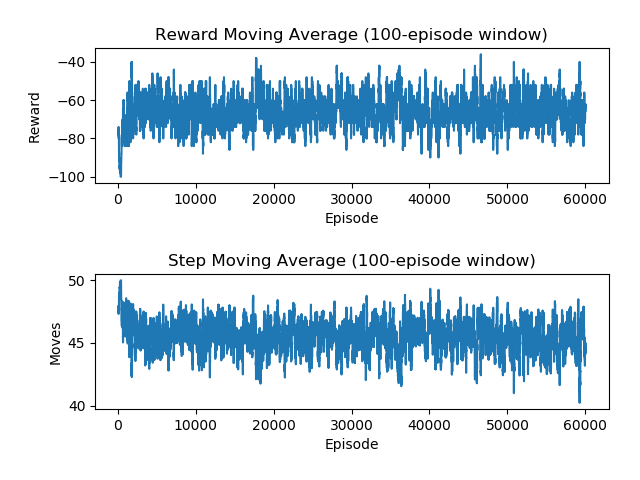 Reward Moving Average (100-episode window)
−40
−60
−80
−100
Reward
0 10000 20000 30000 40000 50000 60000
Episode
Step Moving Average (100-episode window)
50
45
40
Moves
0 10000 20000 30000 40000 50000 60000
Episode